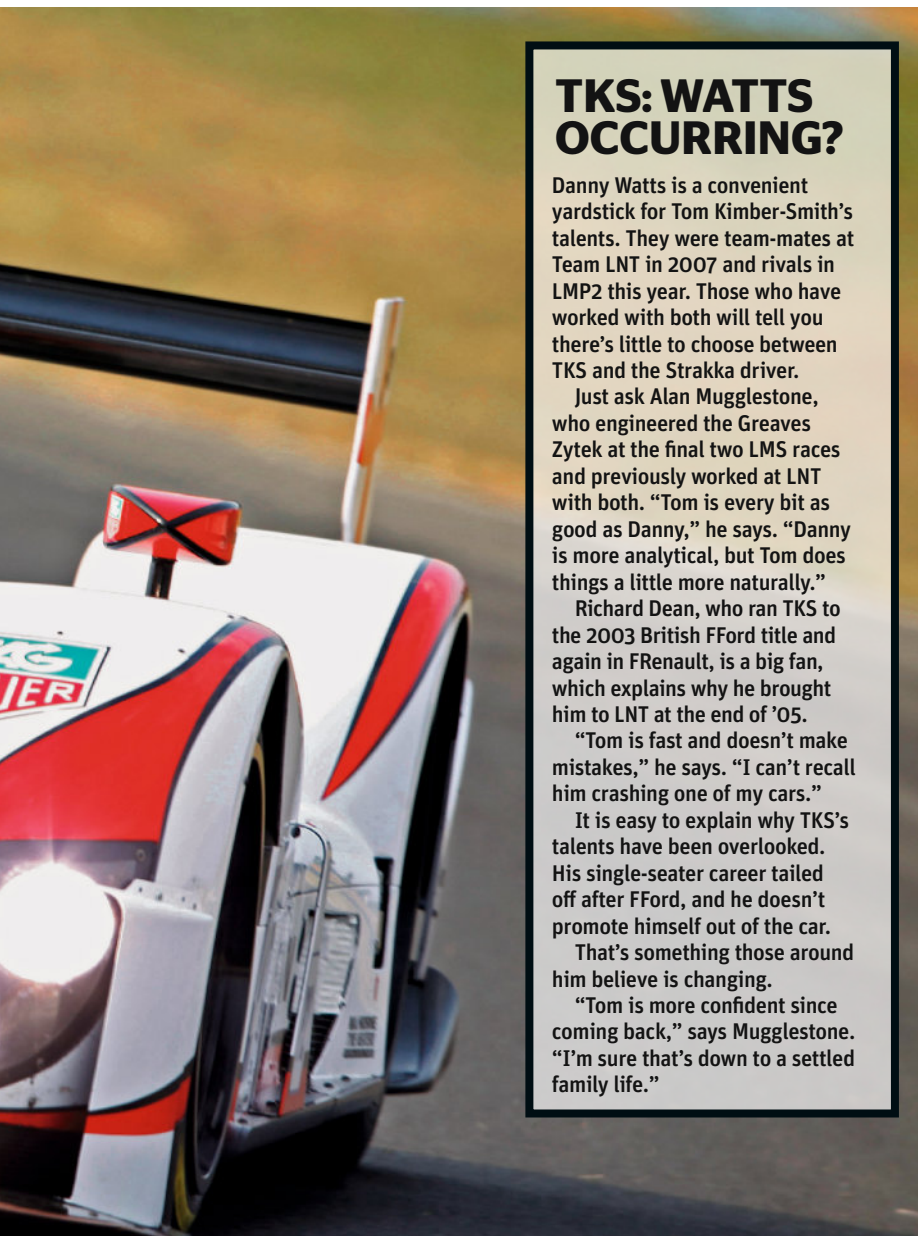 TKS: WATTS
OCCURRING?
Danny Watts is a convenient
yardstick for Tom Kimber-Smith’s
talents. They were team-mates at
Team LNT in 2007 and rivals in
LMP2 this year. Those who have
worked with both will tell you
there’s little to choose between
TKS and the Strakka driver.
Just ask Alan Mugglestone,
who engineered the Greaves
Zytek at the final two LMS races
and previously worked at LNT
with both. “Tom is every bit as
good as Danny,” he says. “Danny
is more analytical, but Tom does
things a little more naturally.”
Richard Dean, who ran TKS to
the 2003 British FFord title and
again in FRenault, is a big fan,
which explains why he brought
him to LNT at the end of ’05.
“Tom is fast and doesn’t make
mistakes,” he says. “I can’t recall
him crashing one of my cars.”
It is easy to explain why TKS’s
talents have been overlooked.
His single-seater career tailed
off after FFord, and he doesn’t
promote himself out of the car.
That’s something those around
him believe is changing.
“Tom is more confident since
coming back,” says Mugglestone.
“I’m sure that’s down to a settled
family life.”
AG
UER